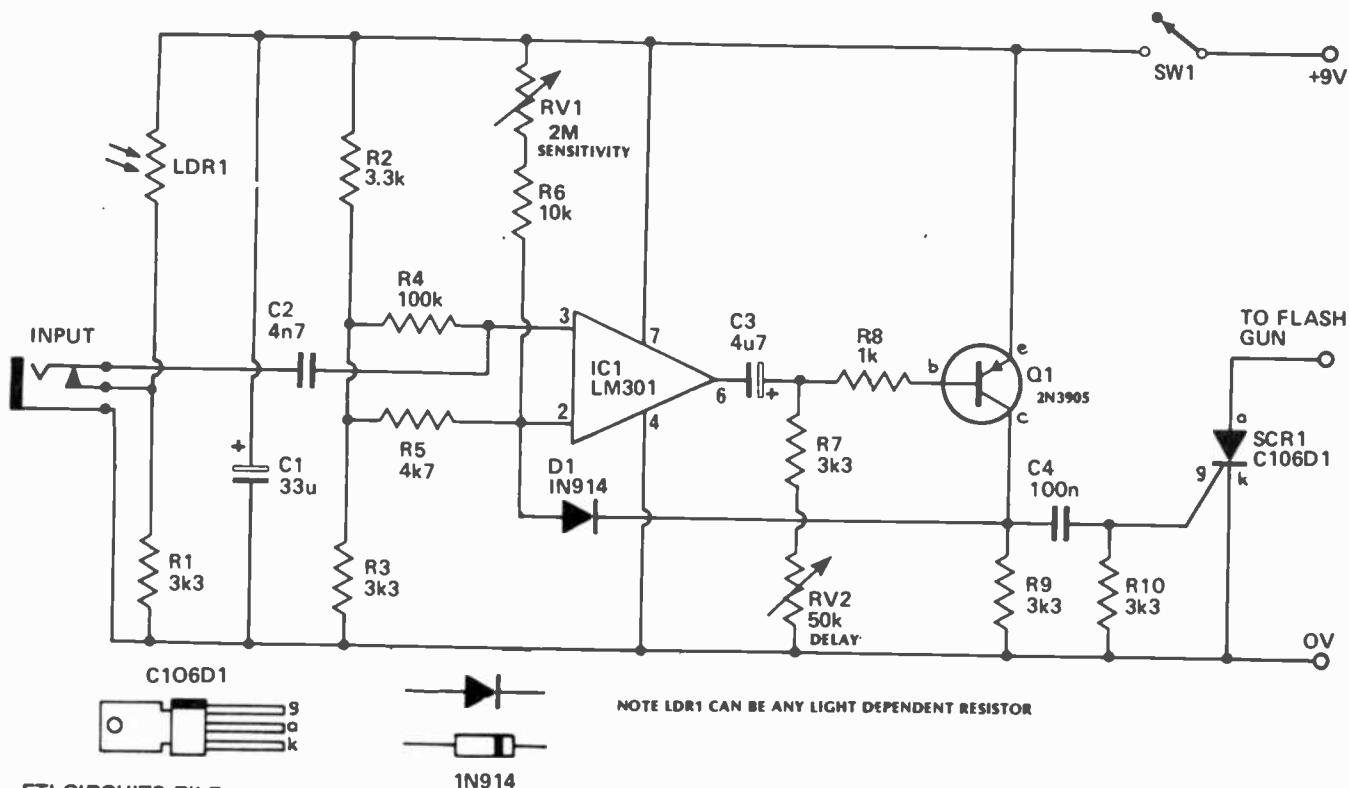 SW1
+9V
LDR1
R2
3.3k
RV1
2M
SENSITIVITY
R6
10k
R4
100k
C2
4n7
INPUT
3
7
IC1
LM301
2
4
6
C3
4u7
R8
1k
b
e
c
Q1
2N3905
TO FLASH
GUN
a
g
k
SCR1
C106D1
R5
4k7
D1
IN914
R7
3k3
C4
100n
+
C1
33u
+
R1
3k3
R3
3k3
RV2
50k
DELAY
R9
3k3
R10
3k3
0V
C106D1
g
a
k
NOTE LDR1 CAN BE ANY LIGHT DEPENDENT RESISTOR
1N914